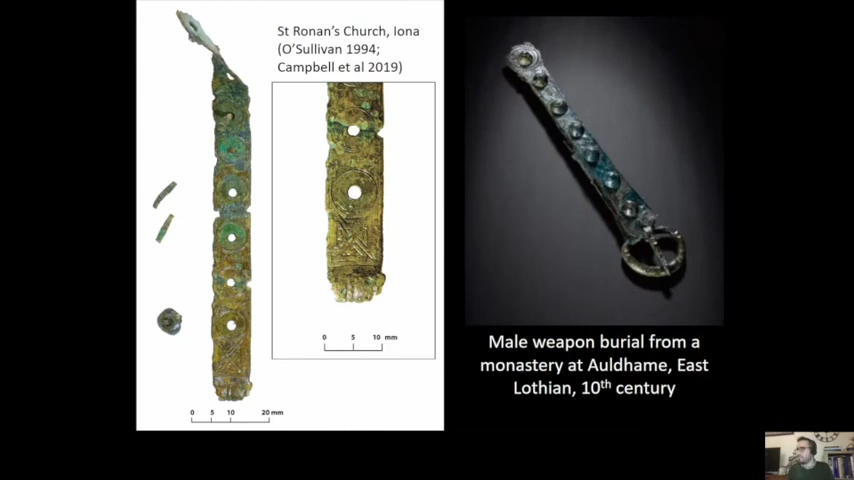 St Ronan's Church, Iona
(O'Sullivan 1994;
Campbell et al 2019)
0 5 10 mm
0 5 10 20 mm
Male weapon burial from a
monastery at Auldhame, East
Lothian, 10th century